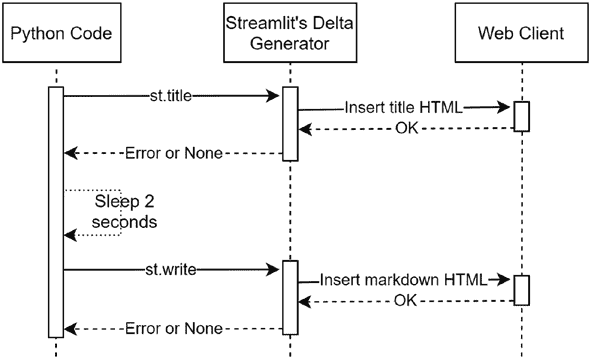 Python Code
Streamlit's Delta
Generator
Web Client
st.title
Insert title HTML
OK
Error or None
Sleep 2
seconds
st.write
Insert markdown HTML
OK
Error or None